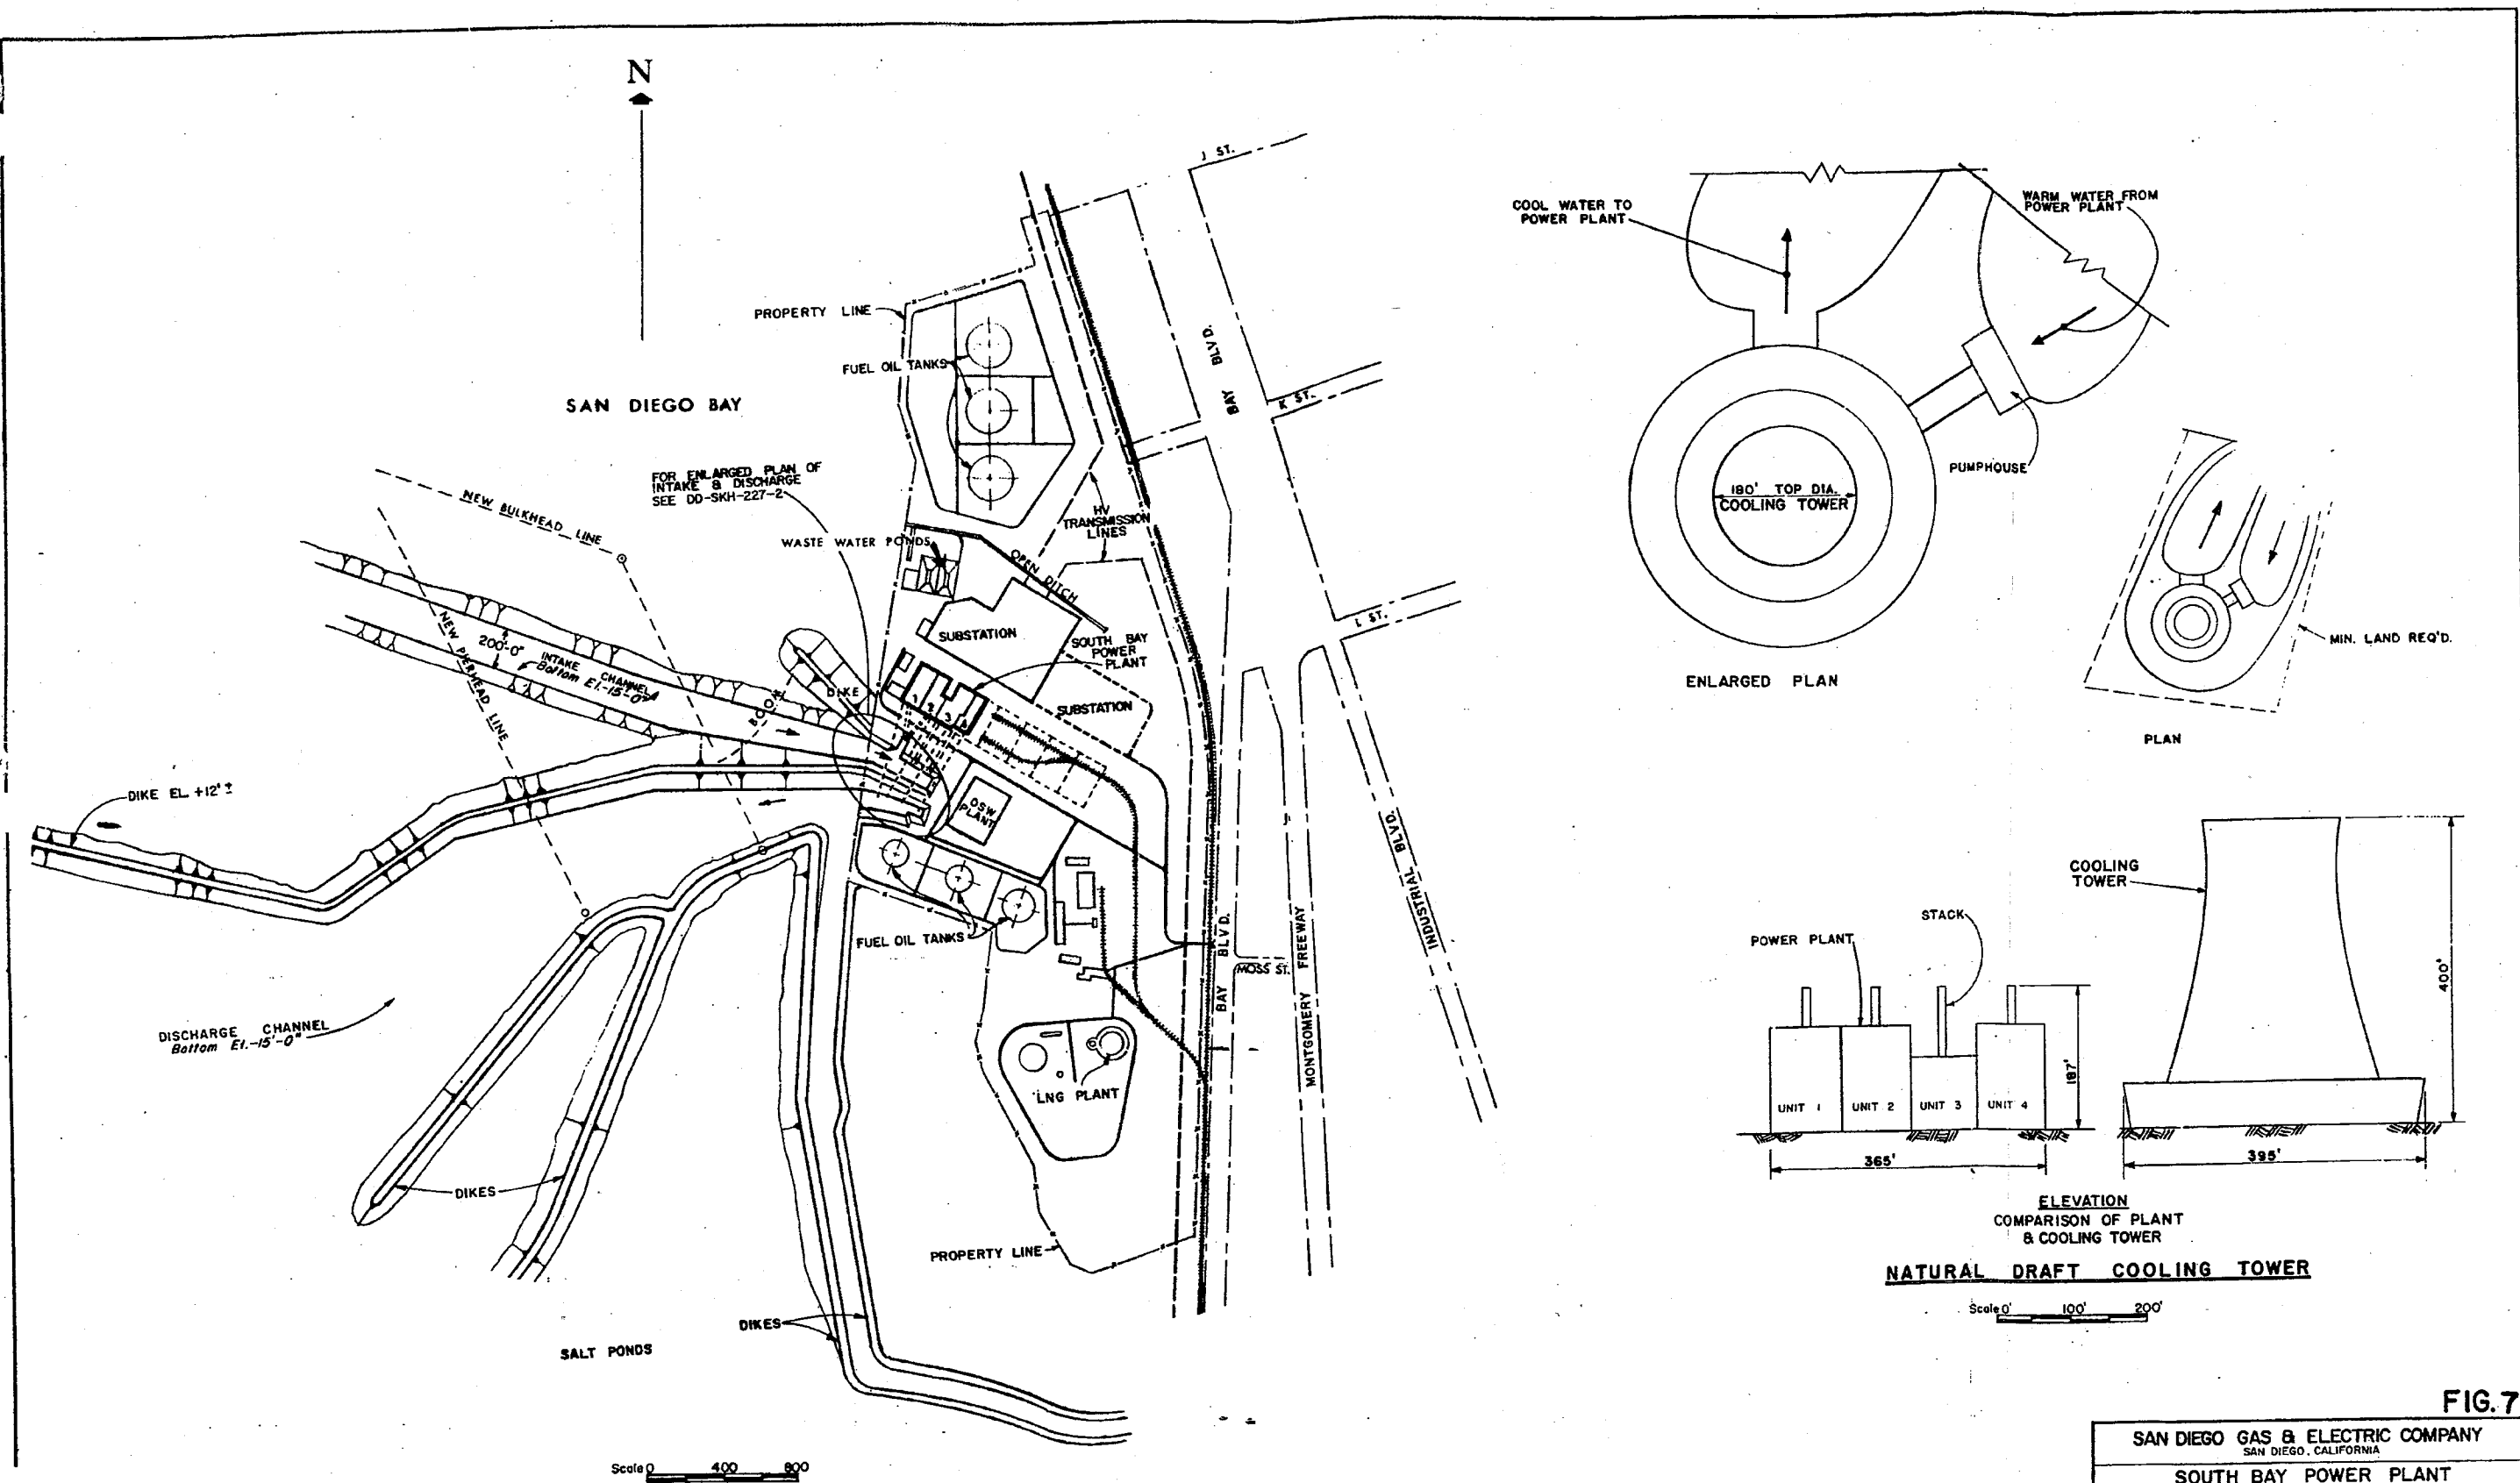 N
J ST.
PROPERTY LINE
FUEL OIL TANKS
SAN DIEGO BAY
BAY BLVD.
K ST.
FOR ENLARGED PLAN OF
INTAKE & DISCHARGE
SEE DD-SKH-227-2
NEW BULKHEAD LINE
HV
TRANSMISSION
LINES
WASTE WATER PONDS
OPEN DITCH
L ST.
NEW PIERHEAD LINE
200'-0"
INTAKE CHANNEL
Bottom El.-15'-0"
SUBSTATION
SOUTH BAY
POWER
PLANT
DIKE
BOOM
1 2 3 4
SUBSTATION
DIKE EL. +12' ±
DSW
PLANT
INDUSTRIAL BLVD.
FUEL OIL TANKS
BAY BLVD.
MOSS ST.
MONTGOMERY FREEWAY
DISCHARGE CHANNEL
Bottom El.-15'-0"
LNG PLANT
DIKES
PROPERTY LINE
DIKES
SALT PONDS
Scale 0 400 800
COOL WATER TO
POWER PLANT
WARM WATER FROM
POWER PLANT
PUMPHOUSE
180' TOP DIA.
COOLING TOWER
ENLARGED PLAN
MIN. LAND REQ'D.
PLAN
COOLING
TOWER
STACK
POWER PLANT
400'
187'
UNIT 1
UNIT 2
UNIT 3
UNIT 4
365'
395'
ELEVATION
COMPARISON OF PLANT
& COOLING TOWER
NATURAL DRAFT COOLING TOWER
Scale 0' 100' 200'
FIG. 7
SAN DIEGO GAS & ELECTRIC COMPANY
SAN DIEGO, CALIFORNIA
SOUTH BAY POWER PLANT